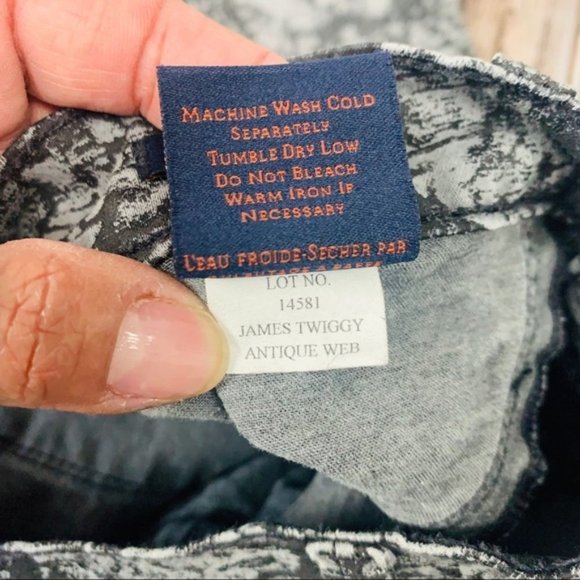 MACHINE WASH COLD
SEPARATELY
TUMBLE DRY LOW
DO NOT BLEACH
WARM IRON IF
NECESSARY
L'EAU FROIDE-SECHER PAR
LOT NO.
14581
JAMES TWIGGY
ANTIQUE WEB